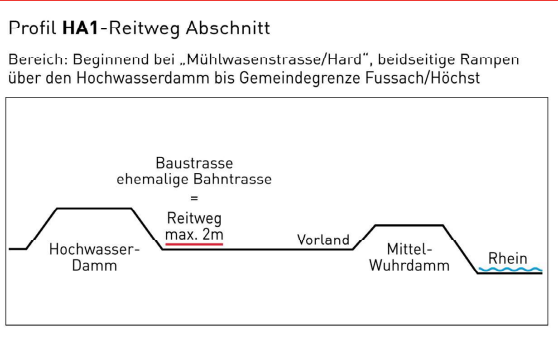 Profil HA1-Reitweg Abschnitt
Bereich: Beginnend bei „Mühlwasenstrasse/Hard“, beidseitige Rampen
über den Hochwasserdamm bis Gemeindegrenze Fussach/Höchst
Baustrasse
ehemalige Bahntrasse
=
Reitweg
max. 2m
Vorland
Hochwasser-
Damm
Mittel-
Wuhrdamm
Rhein